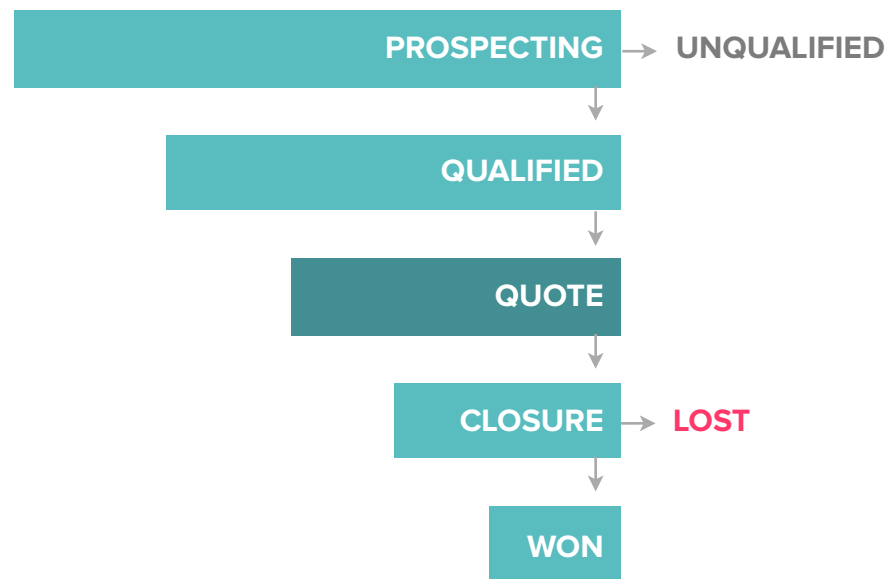 PROSPECTING
UNQUALIFIED
QUALIFIED
QUOTE
CLOSURE
LOST
WON